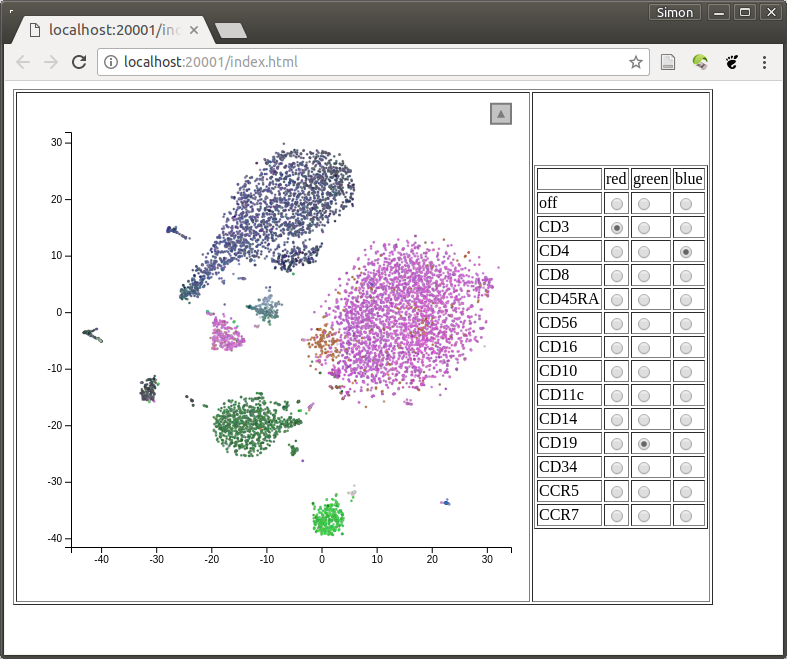 Simon
localhost:20001/inc
localhost:20001/index.html
30
20
10
0
-10
-20
-30
-40
-40 -30 -20 -10 0 10 20 30
red green blue
off
CD3
CD4
CD8
CD45RA
CD56
CD16
CD10
CD11c
CD14
CD19
CD34
CCR5
CCR7